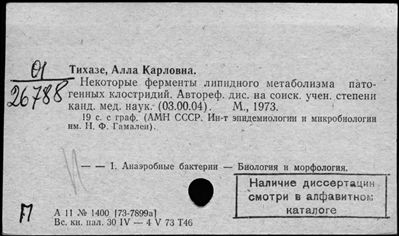 01
26788
Тихазе, Алла Карловна.
Некоторые ферменты липидного метаболизма пато-
генных клостридий. Автореф. дис. на соиск. учен. степени
канд. мед. наук. (03.00.04). М., 1973.
19 с. с граф. (АМН СССР. Ин-т эпидемиологии и микробиологии
им. Н. Ф. Гамалеи).
— — 1. Анаэробные бактерии — Биология и морфология.
Наличие диссертации
смотри в алфавитном
каталоге
П
А 11 № 1400 [73-7899а]
Вс. кн. пал. 30 IV — 4 V 73 Т46